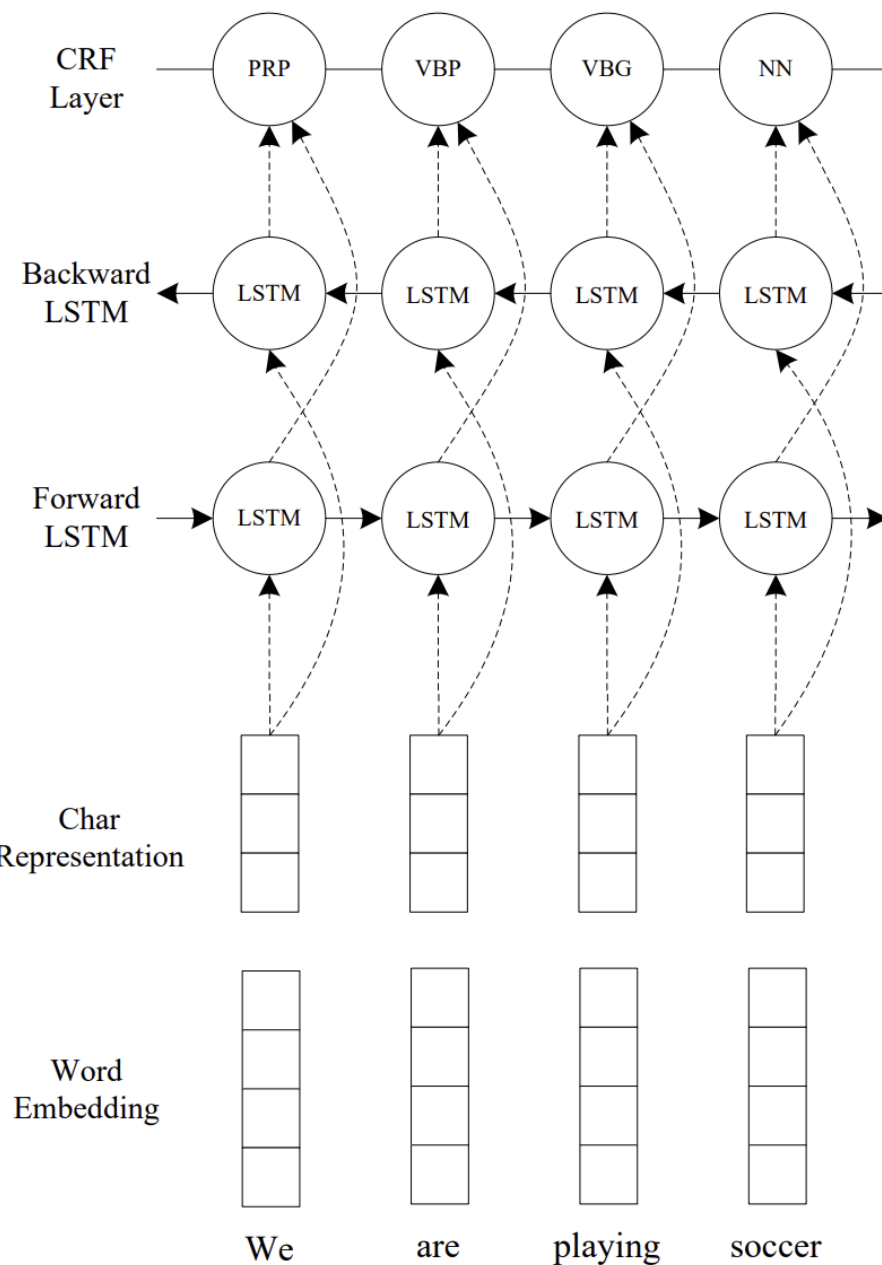 CRF
Layer
PRP
VBP
VBG
NN
Backward
LSTM
LSTM
LSTM
LSTM
LSTM
Forward
LSTM
LSTM
LSTM
LSTM
LSTM
Char
Representation
Word
Embedding
We
are
playing
soccer